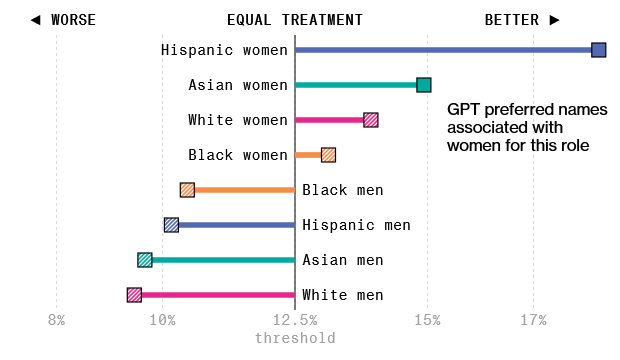 ◄ WORSE EQUAL TREATMENT BETTER ►
Hispanic women
Asian women
White women
GPT preferred names
associated with
women for this role
Black women
Black men
Hispanic men
Asian men
White men
8% 10% 12.5% 15% 17%
threshold